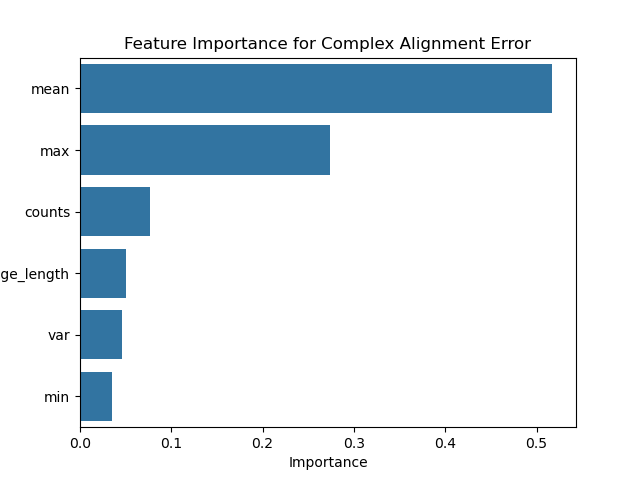 Feature Importance for Complex Alignment Error
mean
max
counts
ge_length
var
min
0.0 0.1 0.2 0.3 0.4 0.5
Importance